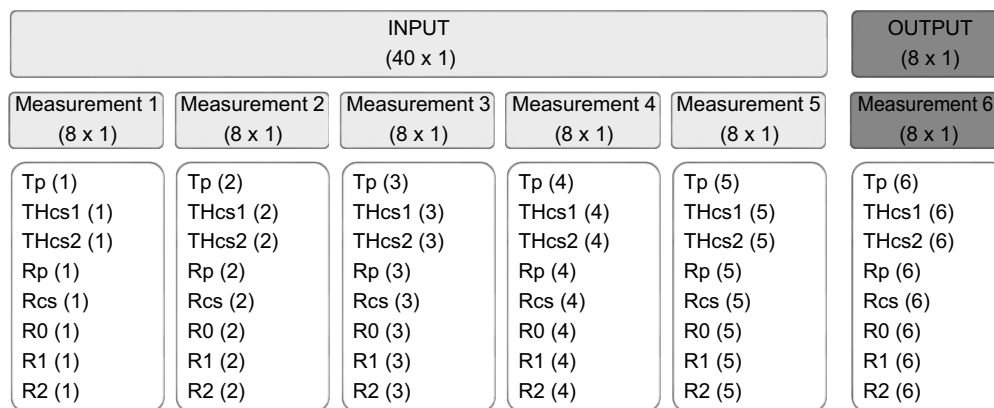 INPUT
(40 x 1)
OUTPUT
(8 x 1)
Measurement 1
(8 x 1)
Measurement 2
(8 x 1)
Measurement 3
(8 x 1)
Measurement 4
(8 x 1)
Measurement 5
(8 x 1)
Measurement 6
(8 x 1)
Tp (1)
THcs1 (1)
THcs2 (1)
Rp (1)
Rcs (1)
R0 (1)
R1 (1)
R2 (1)
Tp (2)
THcs1 (2)
THcs2 (2)
Rp (2)
Rcs (2)
R0 (2)
R1 (2)
R2 (2)
Tp (3)
THcs1 (3)
THcs2 (3)
Rp (3)
Rcs (3)
R0 (3)
R1 (3)
R2 (3)
Tp (4)
THcs1 (4)
THcs2 (4)
Rp (4)
Rcs (4)
R0 (4)
R1 (4)
R2 (4)
Tp (5)
THcs1 (5)
THcs2 (5)
Rp (5)
Rcs (5)
R0 (5)
R1 (5)
R2 (5)
Tp (6)
THcs1 (6)
THcs2 (6)
Rp (6)
Rcs (6)
R0 (6)
R1 (6)
R2 (6)